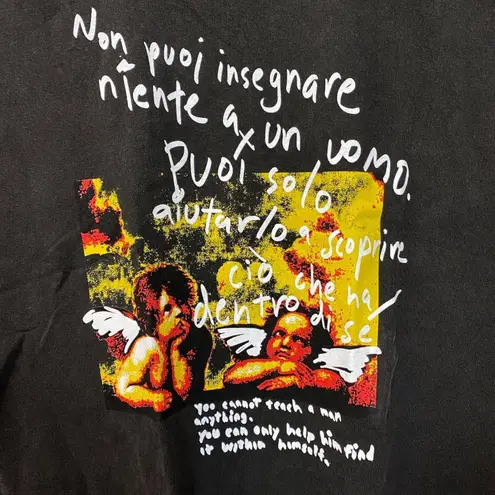 Non puoi insegnare
niente a un uomo.
Puoi solo
aiutarlo a scoprire
ciò che ha
dentro di sé
you cannot teach a man
anything.
you can only help him find
it within himself.